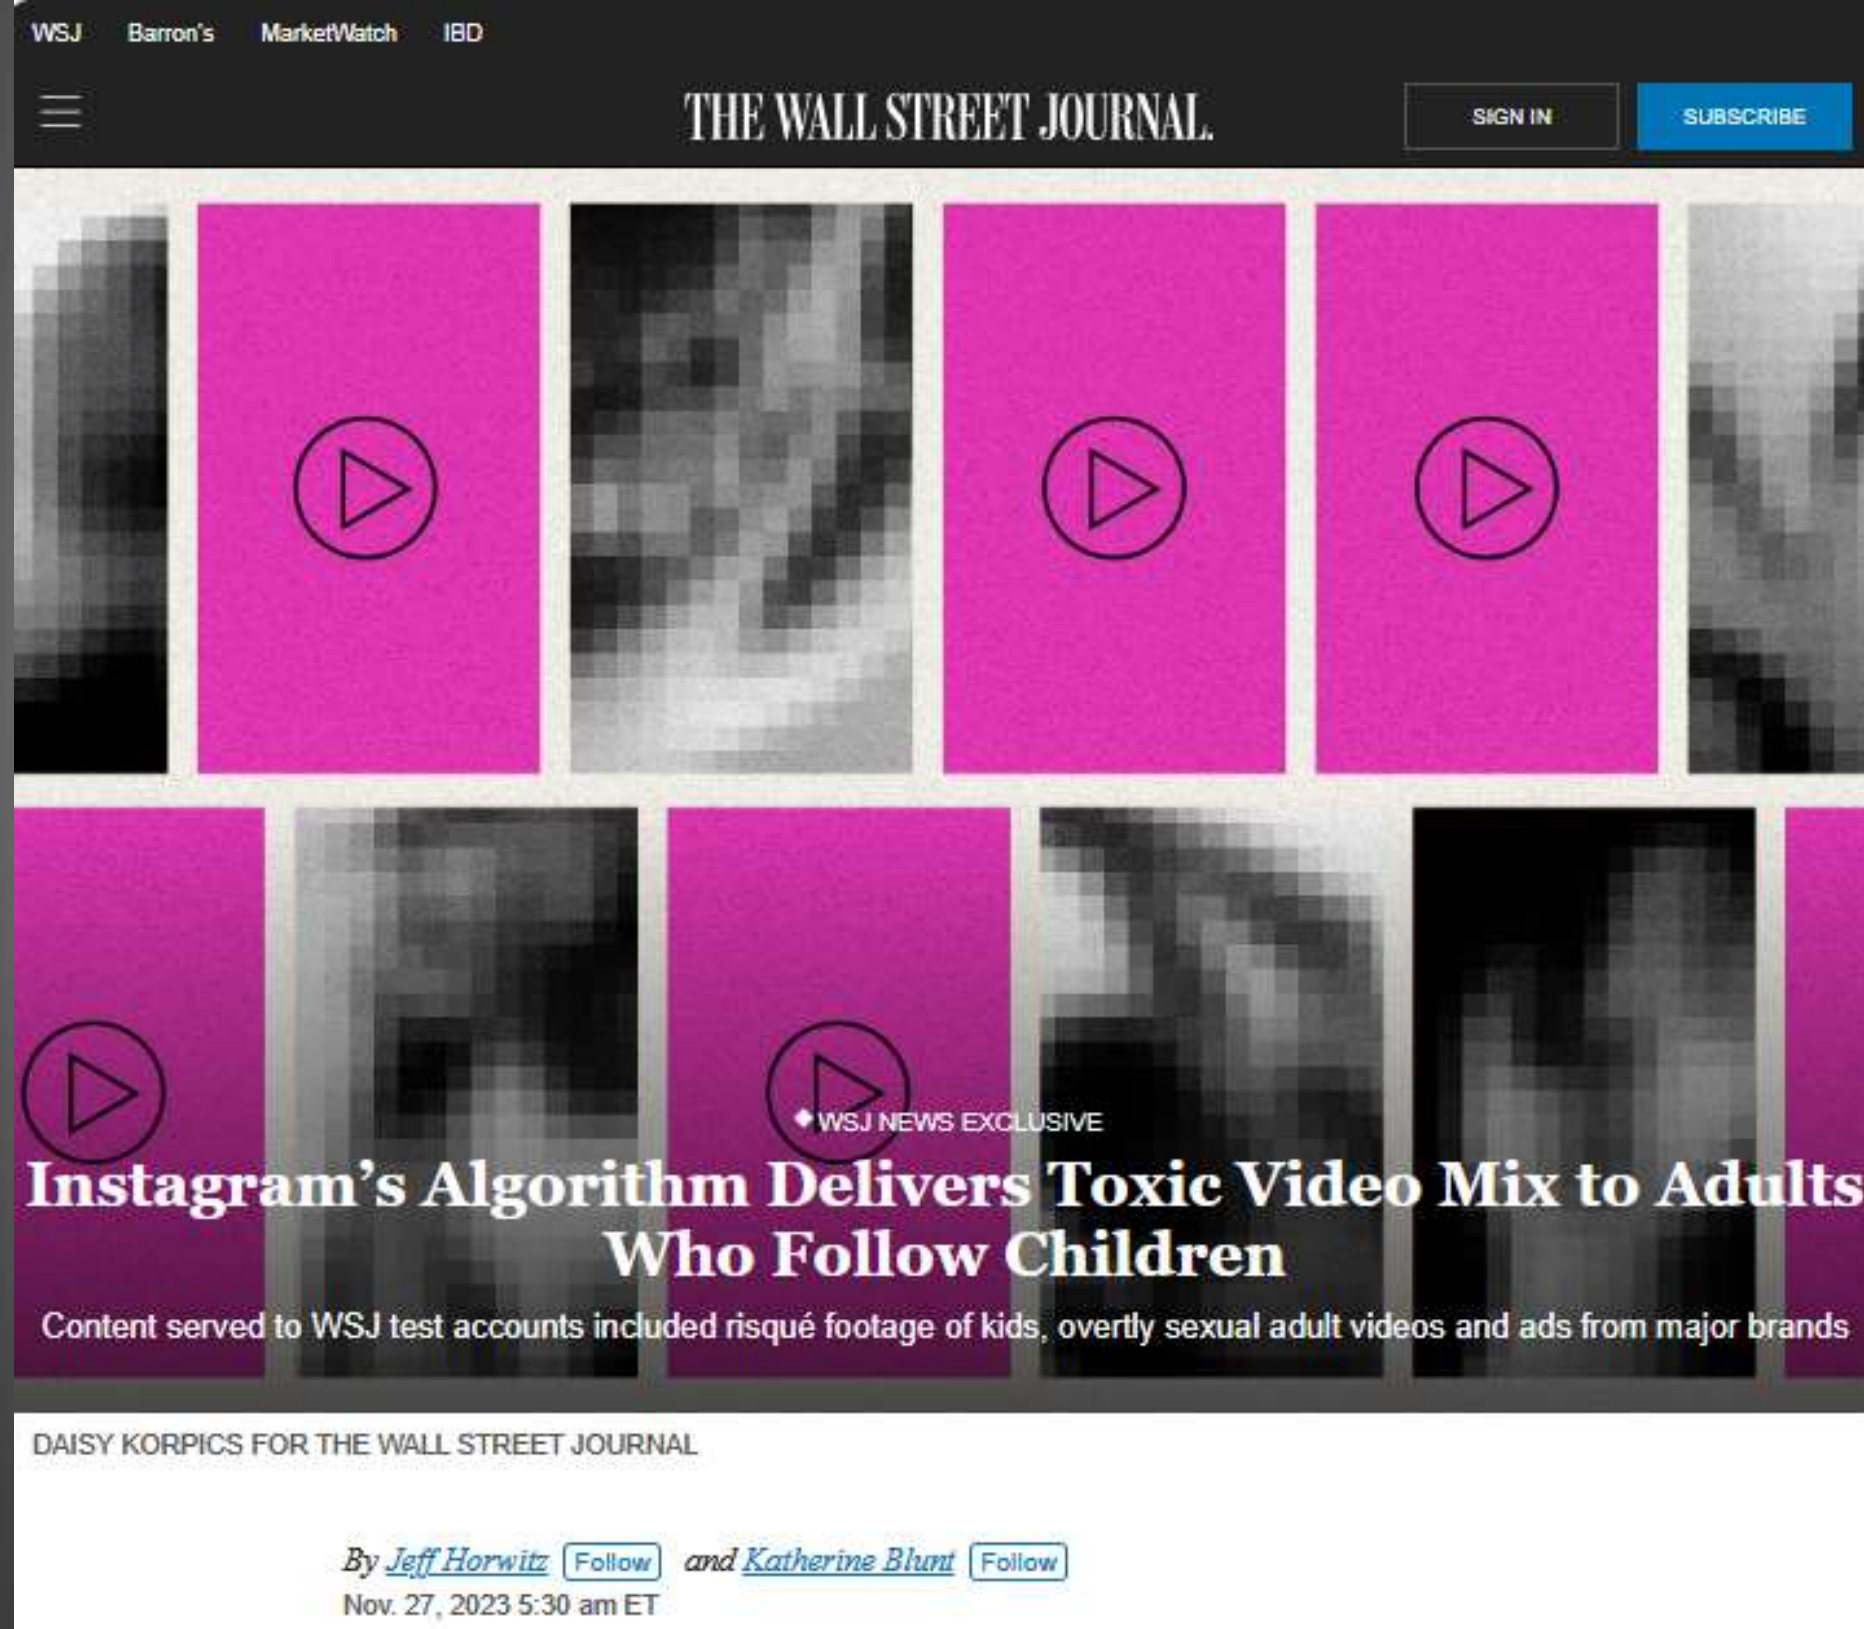 WSJ Barron's MarketWatch IBD
THE WALL STREET JOURNAL.
SIGN IN
SUBSCRIBE
WSJ NEWS EXCLUSIVE
Instagram's Algorithm Delivers Toxic Video Mix to Adults
Who Follow Children
Content served to WSJ test accounts included risqué footage of kids, overtly sexual adult videos and ads from major brands
DAISY KORPICS FOR THE WALL STREET JOURNAL
By Jeff Horwitz Follow and Katherine Blunt Follow
Nov. 27, 2023 5:30 am ET